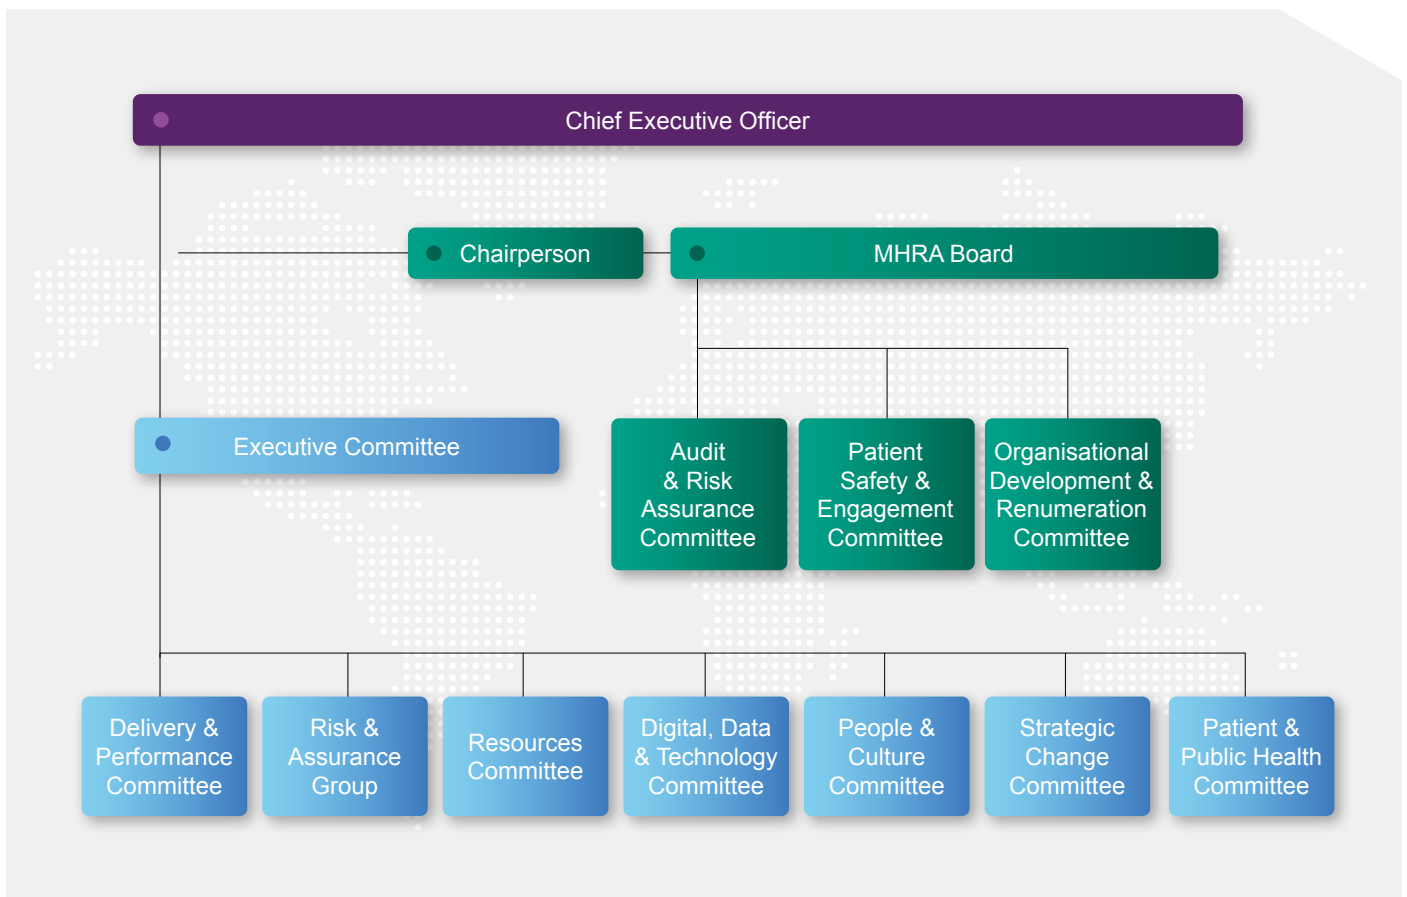 Chief Executive Officer
Chairperson
MHRA Board
Executive Committee
Audit
& Risk
Assurance
Committee
Patient
Safety &
Engagement
Committee
Organisational
Development &
Renumeration
Committee
Delivery &
Performance
Committee
Risk &
Assurance
Group
Resources
Committee
Digital, Data
& Technology
Committee
People &
Culture
Committee
Strategic
Change
Committee
Patient &
Public Health
Committee